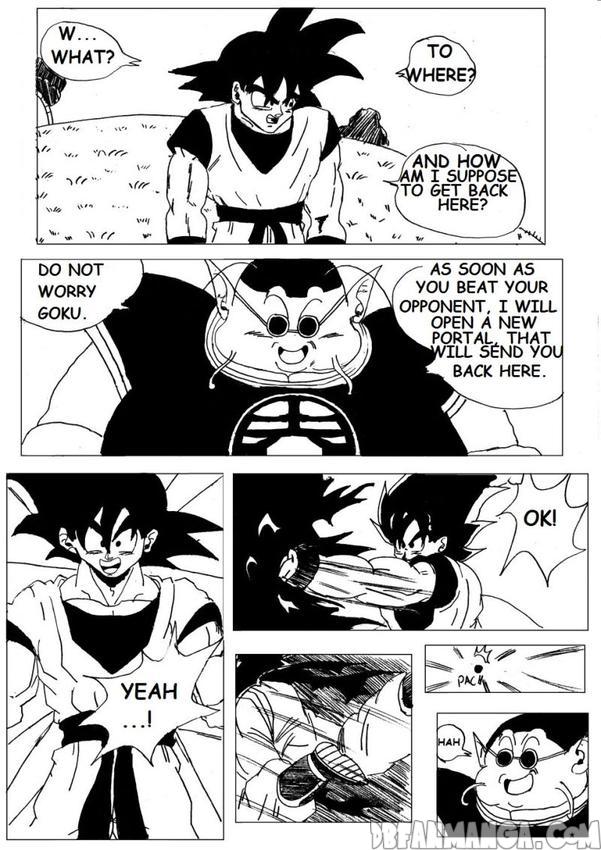 W...
WHAT?
TO
WHERE?
AND HOW
AM I SUPPOSE
TO GET BACK
HERE?
DO NOT
WORRY
GOKU.
AS SOON AS
YOU BEAT YOUR
OPPONENT, I WILL
OPEN A NEW
PORTAL, THAT
WILL SEND YOU
BACK HERE.
YEAH
...!
OK!
PACK
HAH
DBFANMANGA.COM